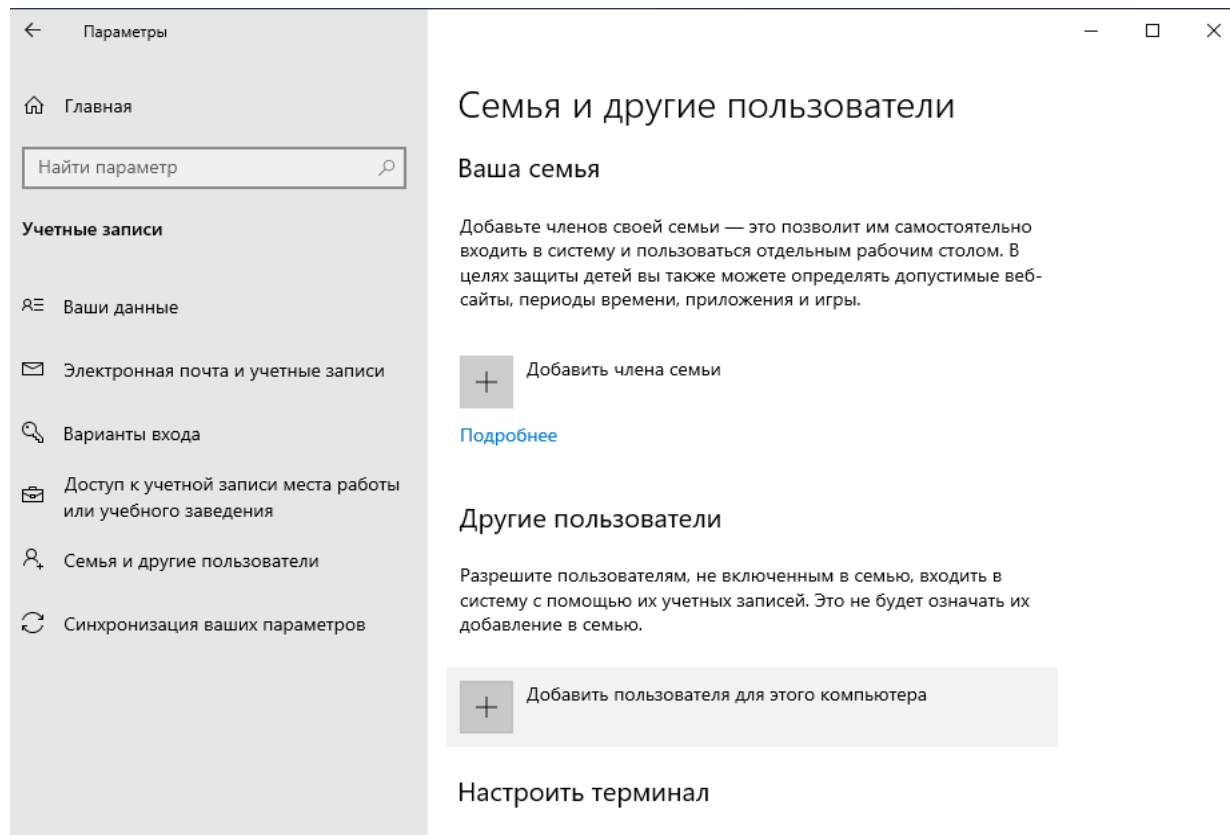 Параметры
Главная
Найти параметр
Учетные записи
Ваши данные
Электронная почта и учетные записи
Варианты входа
Доступ к учетной записи места работы
или учебного заведения
Семья и другие пользователи
Синхронизация ваших параметров
Семья и другие пользователи
Ваша семья
Добавьте членов своей семьи — это позволит им самостоятельно
входить в систему и пользоваться отдельным рабочим столом. В
целях защиты детей вы также можете определять допустимые веб-
сайты, периоды времени, приложения и игры.
Добавить члена семьи
Подробнее
Другие пользователи
Разрешите пользователям, не включенным в семью, входить в
систему с помощью их учетных записей. Это не будет означать их
добавление в семью.
Добавить пользователя для этого компьютера
Настроить терминал